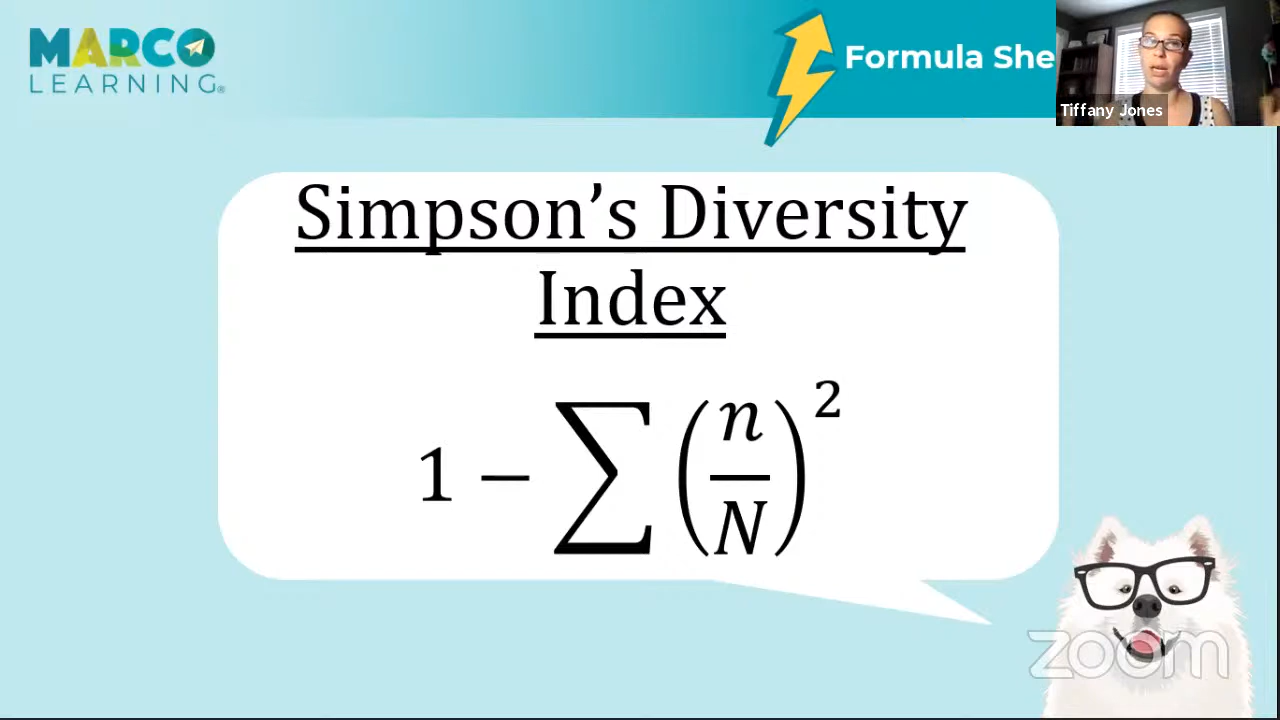 MARCO
LEARNING®
Formula She
Tiffany Jones
Simpson’s Diversity
Index
1 − ∑ (n/N)²
zoom